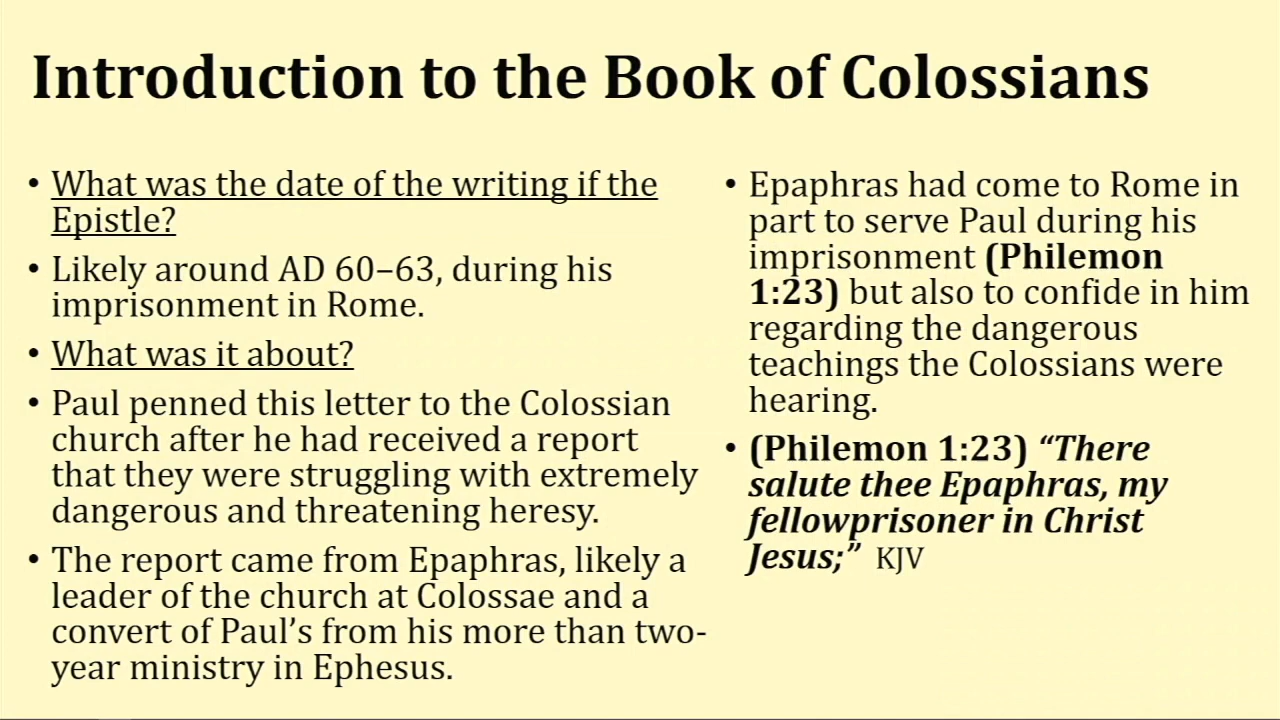 Introduction to the Book of Colossians
• What was the date of the writing if the
Epistle?
• Likely around AD 60–63, during his
imprisonment in Rome.
• What was it about?
• Paul penned this letter to the Colossian
church after he had received a report
that they were struggling with extremely
dangerous and threatening heresy.
• The report came from Epaphras, likely a
leader of the church at Colossae and a
convert of Paul’s from his more than two-
year ministry in Ephesus.
• Epaphras had come to Rome in
part to serve Paul during his
imprisonment (Philemon
1:23) but also to confide in him
regarding the dangerous
teachings the Colossians were
hearing.
• (Philemon 1:23) “There
salute thee Epaphras, my
fellowprisoner in Christ
Jesus;” KJV